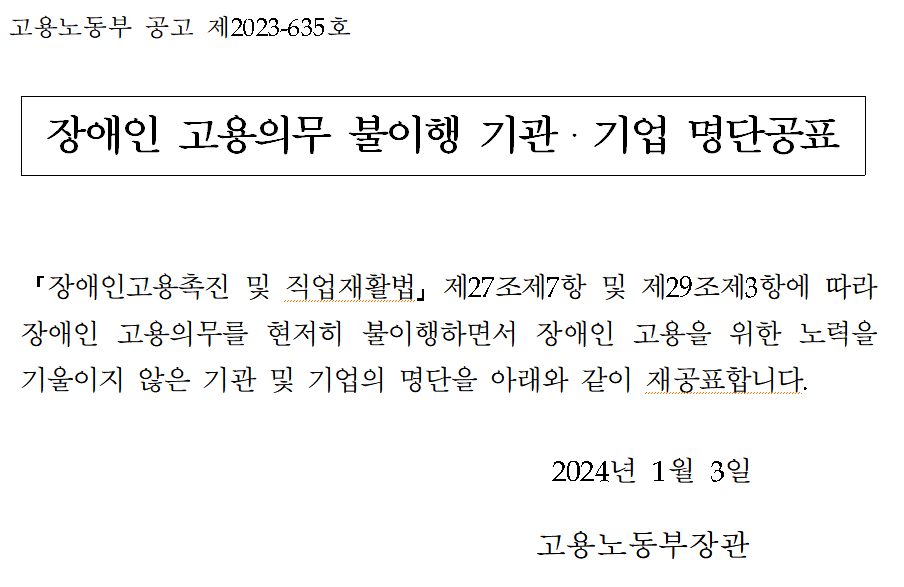 고용노동부 공고 제2023-635호
장애인 고용의무 불이행 기관·기업 명단공표
「장애인고용촉진 및 직업재활법」 제27조제7항 및 제29조제3항에 따라
장애인 고용의무를 현저히 불이행하면서 장애인 고용을 위한 노력을
기울이지 않은 기관 및 기업의 명단을 아래와 같이 재공표합니다.
2024년 1월 3일
고용노동부장관